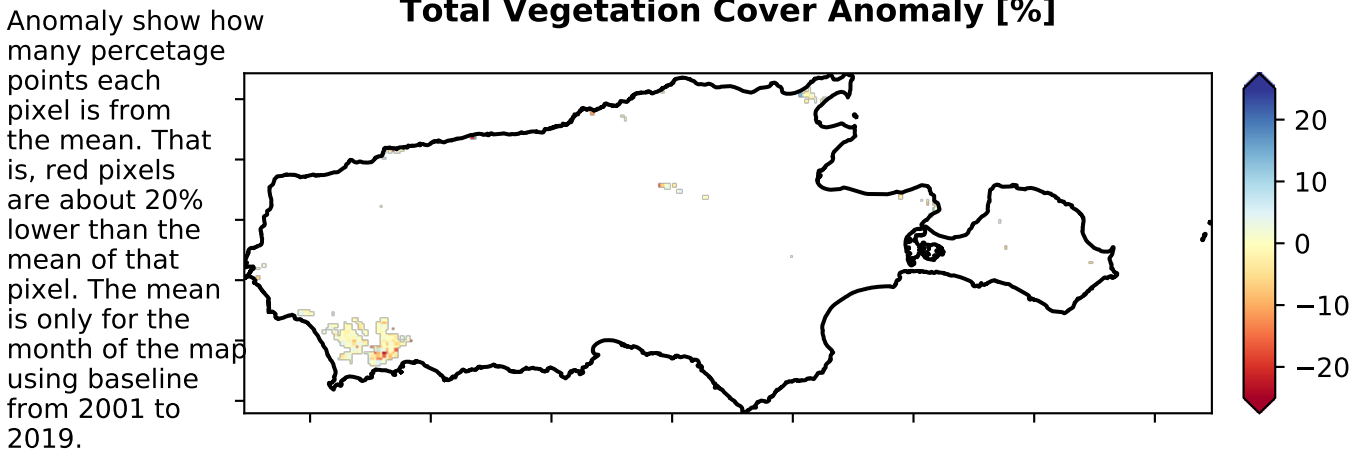 Total Vegetation Cover Anomaly [%]
Anomaly show how
many percetage
points each
pixel is from
the mean. That
is, red pixels
are about 20%
lower than the
mean of that
pixel. The mean
is only for the
month of the map
using baseline
from 2001 to
2019.
20
10
0
−10
−20